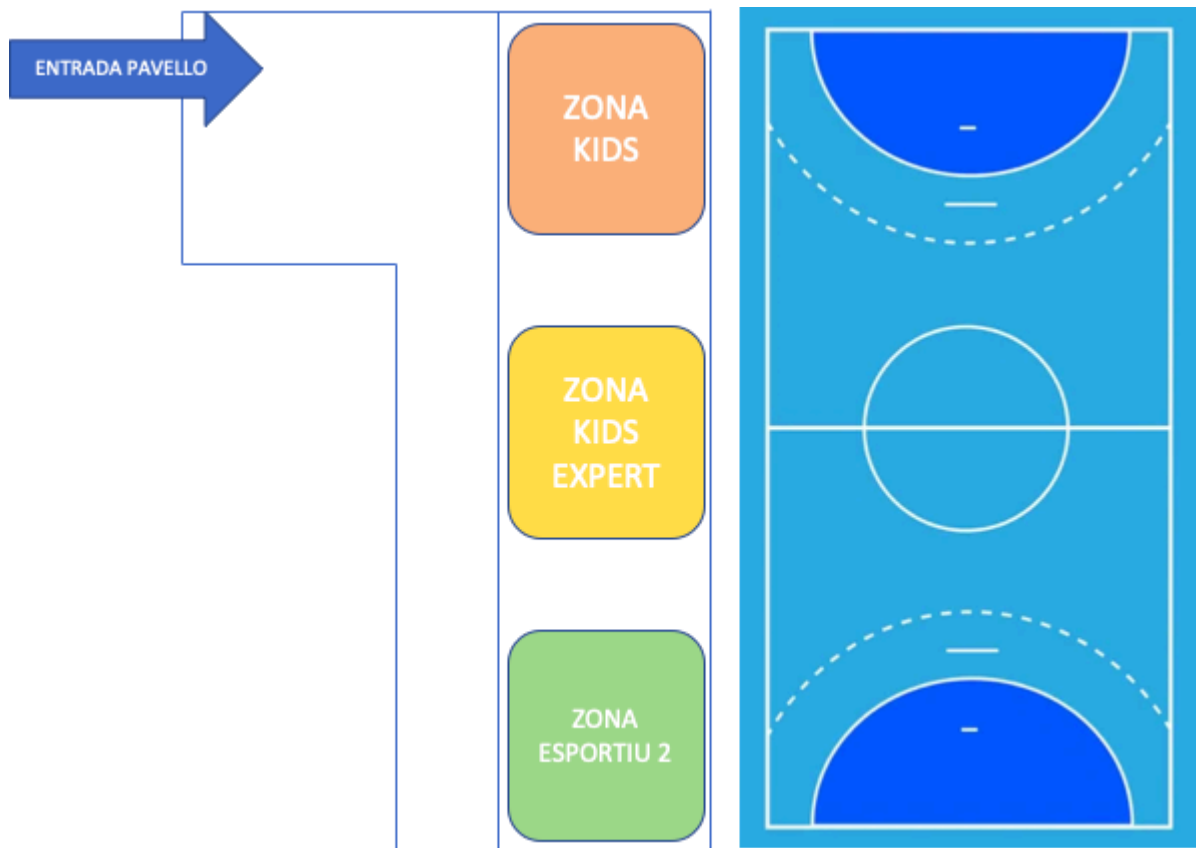 ENTRADA PAVELLO
ZONA
KIDS
ZONA
KIDS
EXPERT
ZONA
ESPORTIU 2